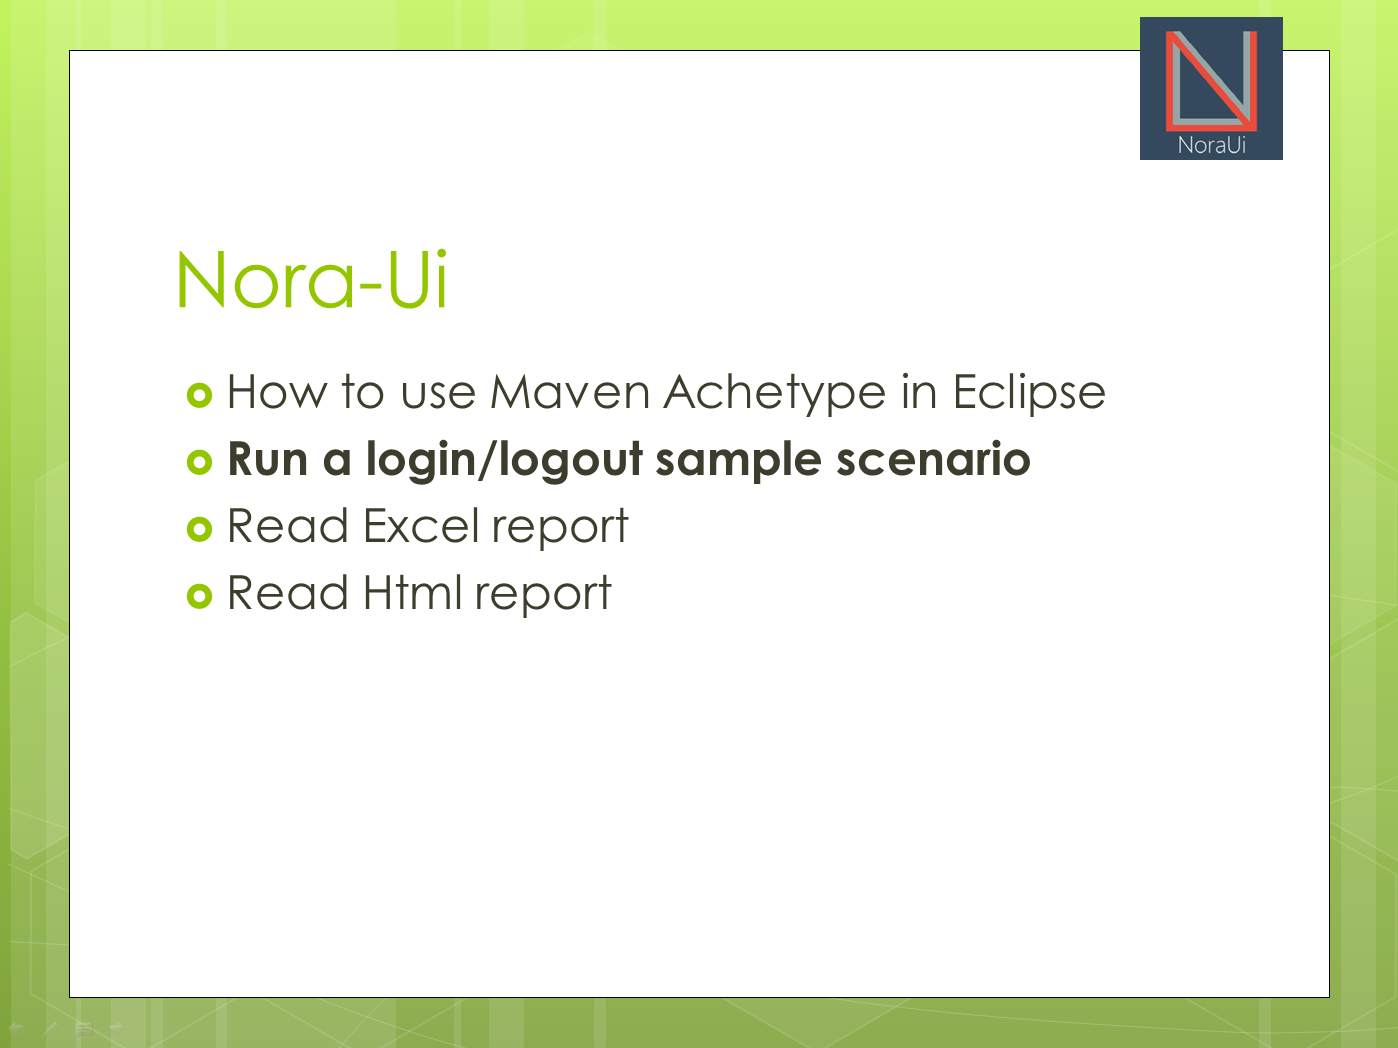 NoraUi
Nora-Ui
How to use Maven Achetype in Eclipse
Run a login/logout sample scenario
Read Excel report
Read Html report